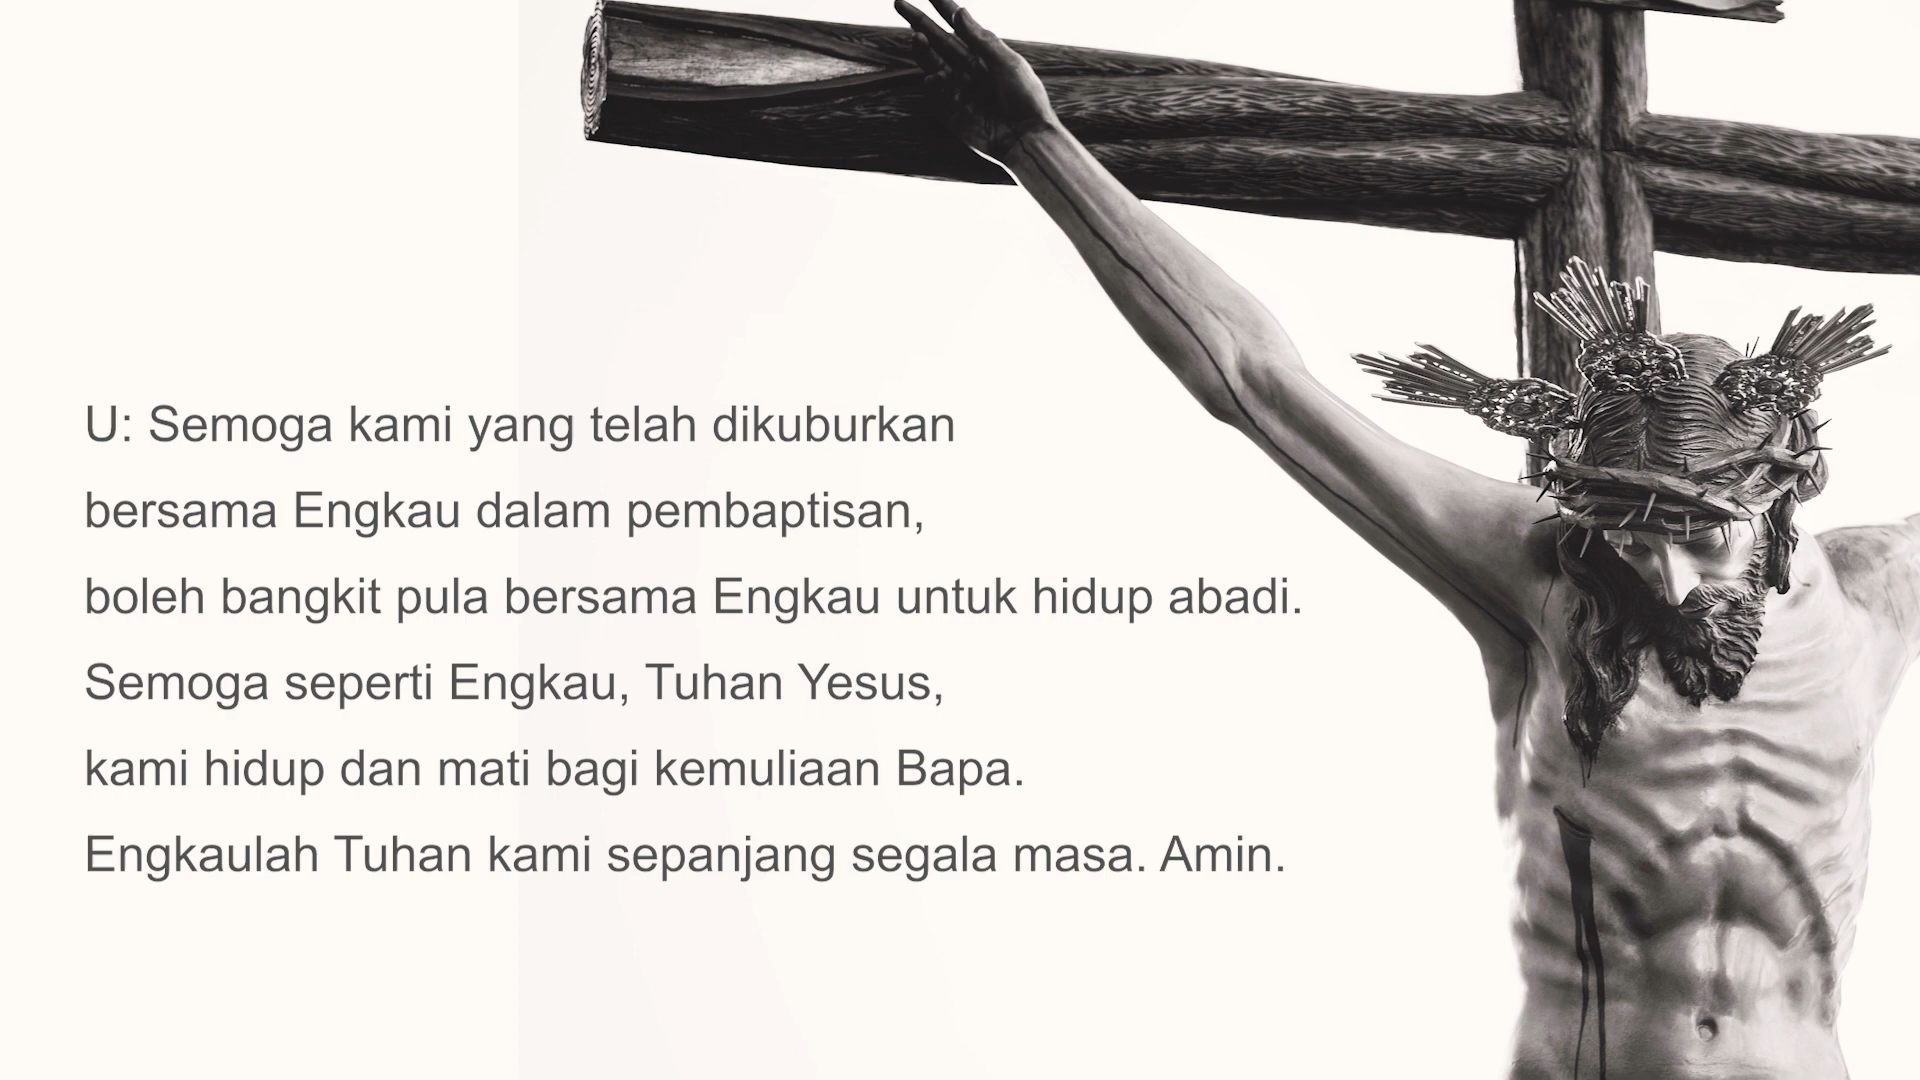 U: Semoga kami yang telah dikuburkan
bersama Engkau dalam pembaptisan,
boleh bangkit pula bersama Engkau untuk hidup abadi.
Semoga seperti Engkau, Tuhan Yesus,
kami hidup dan mati bagi kemuliaan Bapa.
Engkaulah Tuhan kami sepanjang segala masa. Amin.